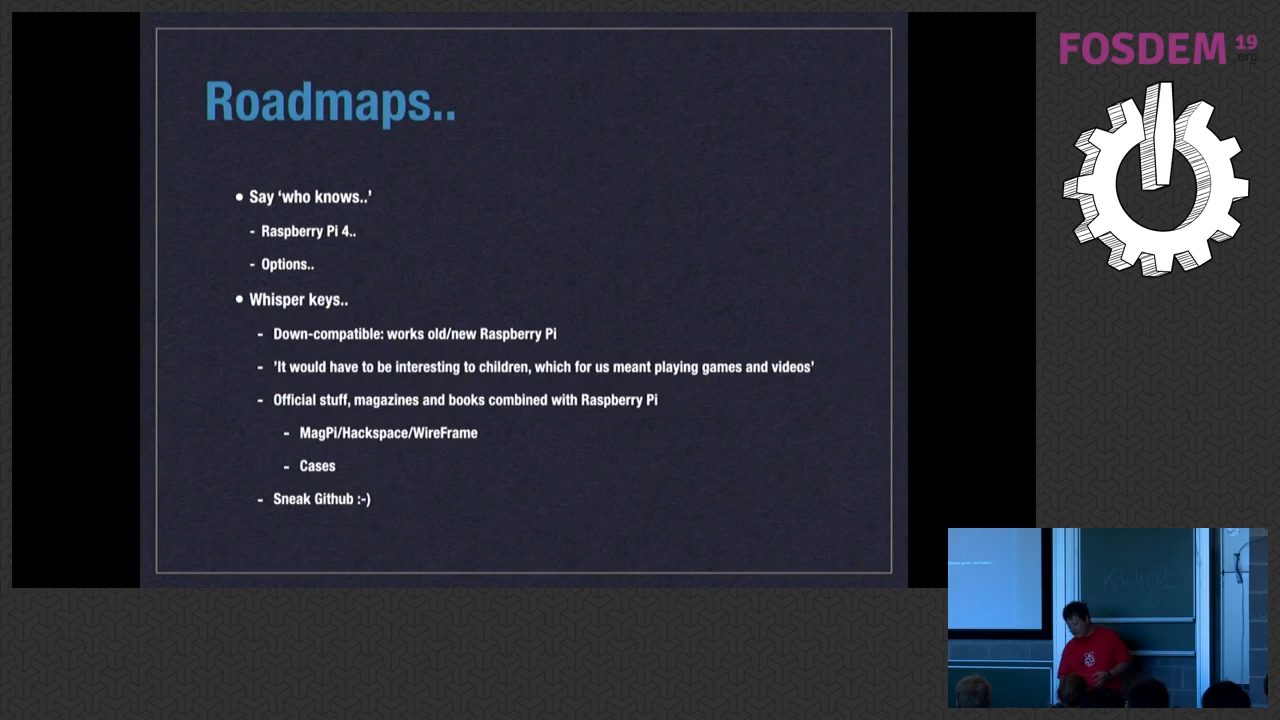 FOSDEM 19
.org
Roadmaps..
• Say ‘who knows..’
- Raspberry Pi 4..
- Options..
• Whisper keys..
- Down-compatible: works old/new Raspberry Pi
- ’It would have to be interesting to children, which for us meant playing games and videos’
- Official stuff, magazines and books combined with Raspberry Pi
- MagPi/Hackspace/WireFrame
- Cases
- Sneak Github :-)